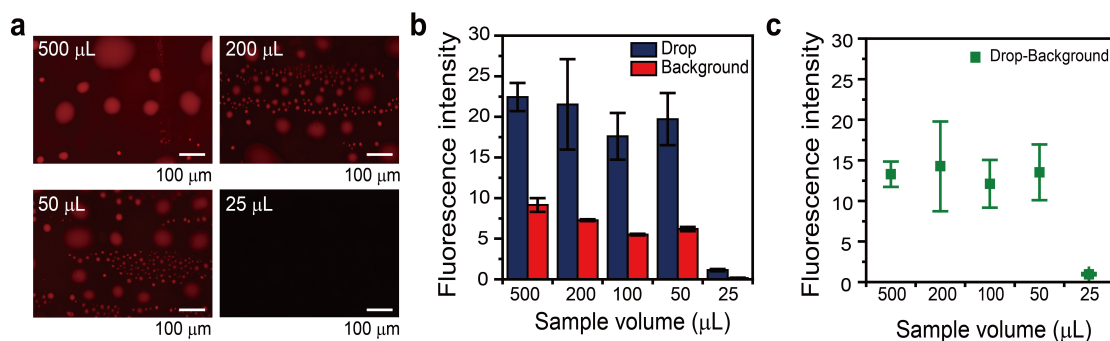 a
500 μL
200 μL
100 μm
100 μm
50 μL
25 μL
100 μm
100 μm
b
Fluorescence intensity
30
25
20
15
10
5
0
Drop
Background
500 200 100 50 25
Sample volume (μL)
c
Fluorescence intensity
30
25
20
15
10
5
0
Drop-Background
500 200 100 50 25
Sample volume (μL)